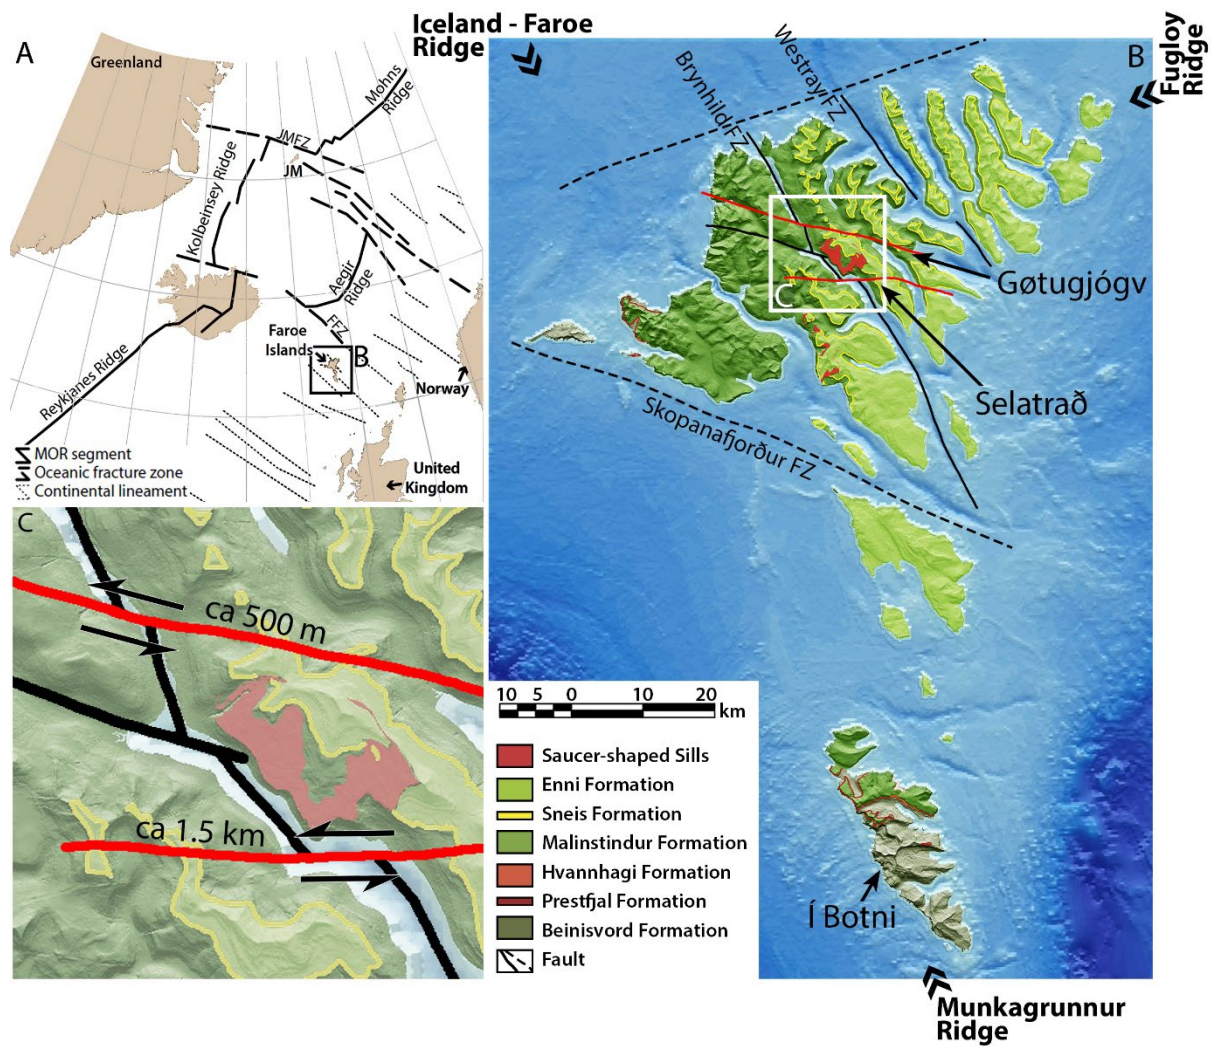 Iceland - Faroe
Ridge
A
Greenland
Mohns
Ridge
JMFZ
JM
Kolbeinsey Ridge
Aegir
Ridge
FFZ
Faroe
Islands
B
Norway
Reykjanes Ridge
MOR segment
Oceanic fracture zone
Continental lineament
United
Kingdom
B
Fugloy
Ridge
Westray FZ
Brynhild FZ
C
Gøtugjógv
Selatrað
Skopanafjorður FZ
Í Botni
Munkagrunnur
Ridge
C
ca 500 m
ca 1.5 km
10 5 0 10 20
km
Saucer-shaped Sills
Enni Formation
Sneis Formation
Malinstindur Formation
Hvannhagi Formation
Prestfjal Formation
Beinisvord Formation
Fault